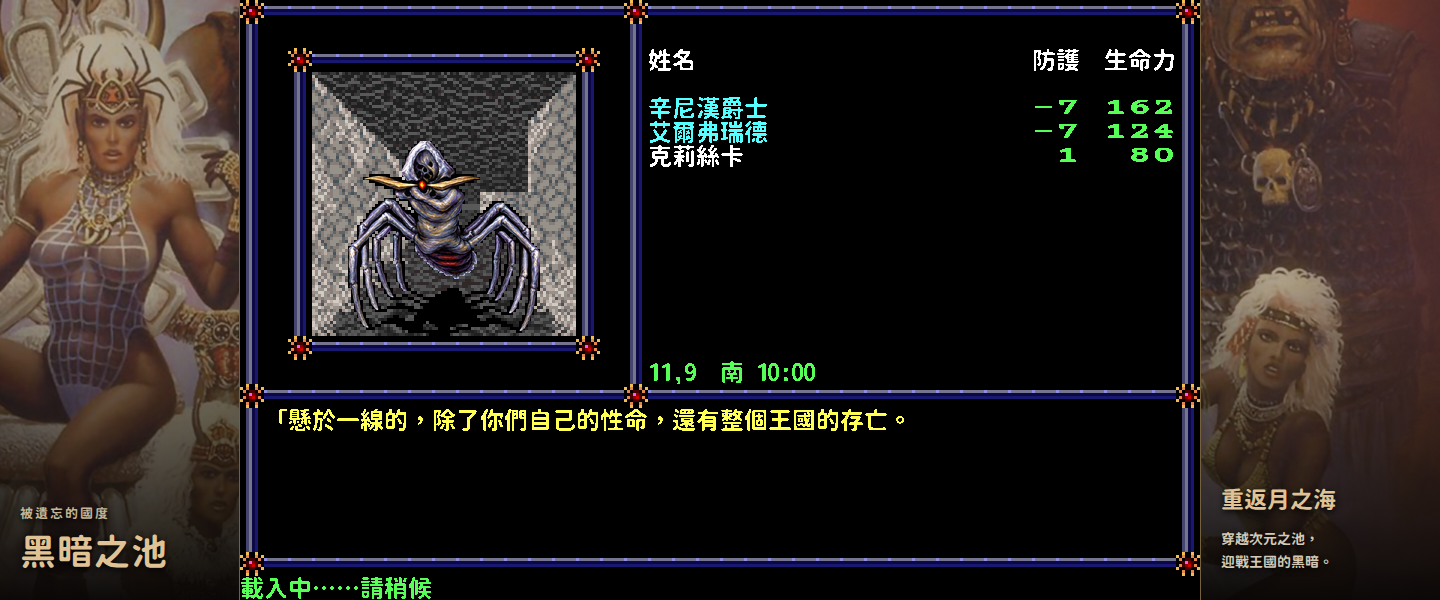 姓名 防護 生命力
辛尼漢爵士 -7 162
艾爾弗瑞德 -7 124
克莉絲卡 1 80
11,9 南 10:00
「懸於一線的，除了你們自己的性命，還有整個王國的存亡。
載入中……請稍候
被遺忘的國度
黑暗之池
重返月之海
穿越次元之池，
迎戰王國的黑暗。